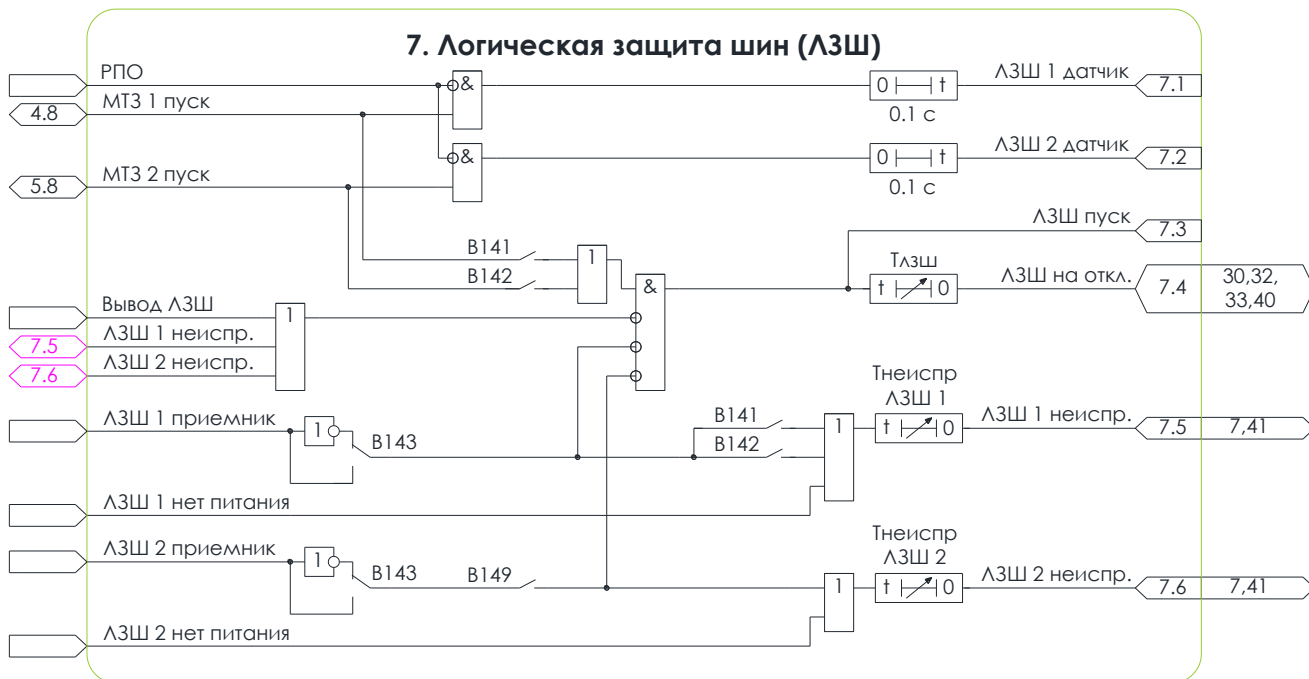 7. Логическая защита шин (ЛЗШ)
РПО
&
0 t
ЛЗШ 1 датчик
7.1
4.8
МТЗ 1 пуск
0.1 с
&
0 t
ЛЗШ 2 датчик
7.2
5.8
МТЗ 2 пуск
0.1 с
ЛЗШ пуск
7.3
В141
В142
1
&
Тлзш
t 0
ЛЗШ на откл.
7.4
30,32,
33,40
Вывод ЛЗШ
1
7.5
ЛЗШ 1 неиспр.
7.6
ЛЗШ 2 неиспр.
ЛЗШ 1 приемник
1
В143
В141
В142
1
Тнеиспр
ЛЗШ 1
t 0
ЛЗШ 1 неиспр.
7.5
7,41
ЛЗШ 1 нет питания
ЛЗШ 2 приемник
1
В143
В149
1
Тнеиспр
ЛЗШ 2
t 0
ЛЗШ 2 неиспр.
7.6
7,41
ЛЗШ 2 нет питания